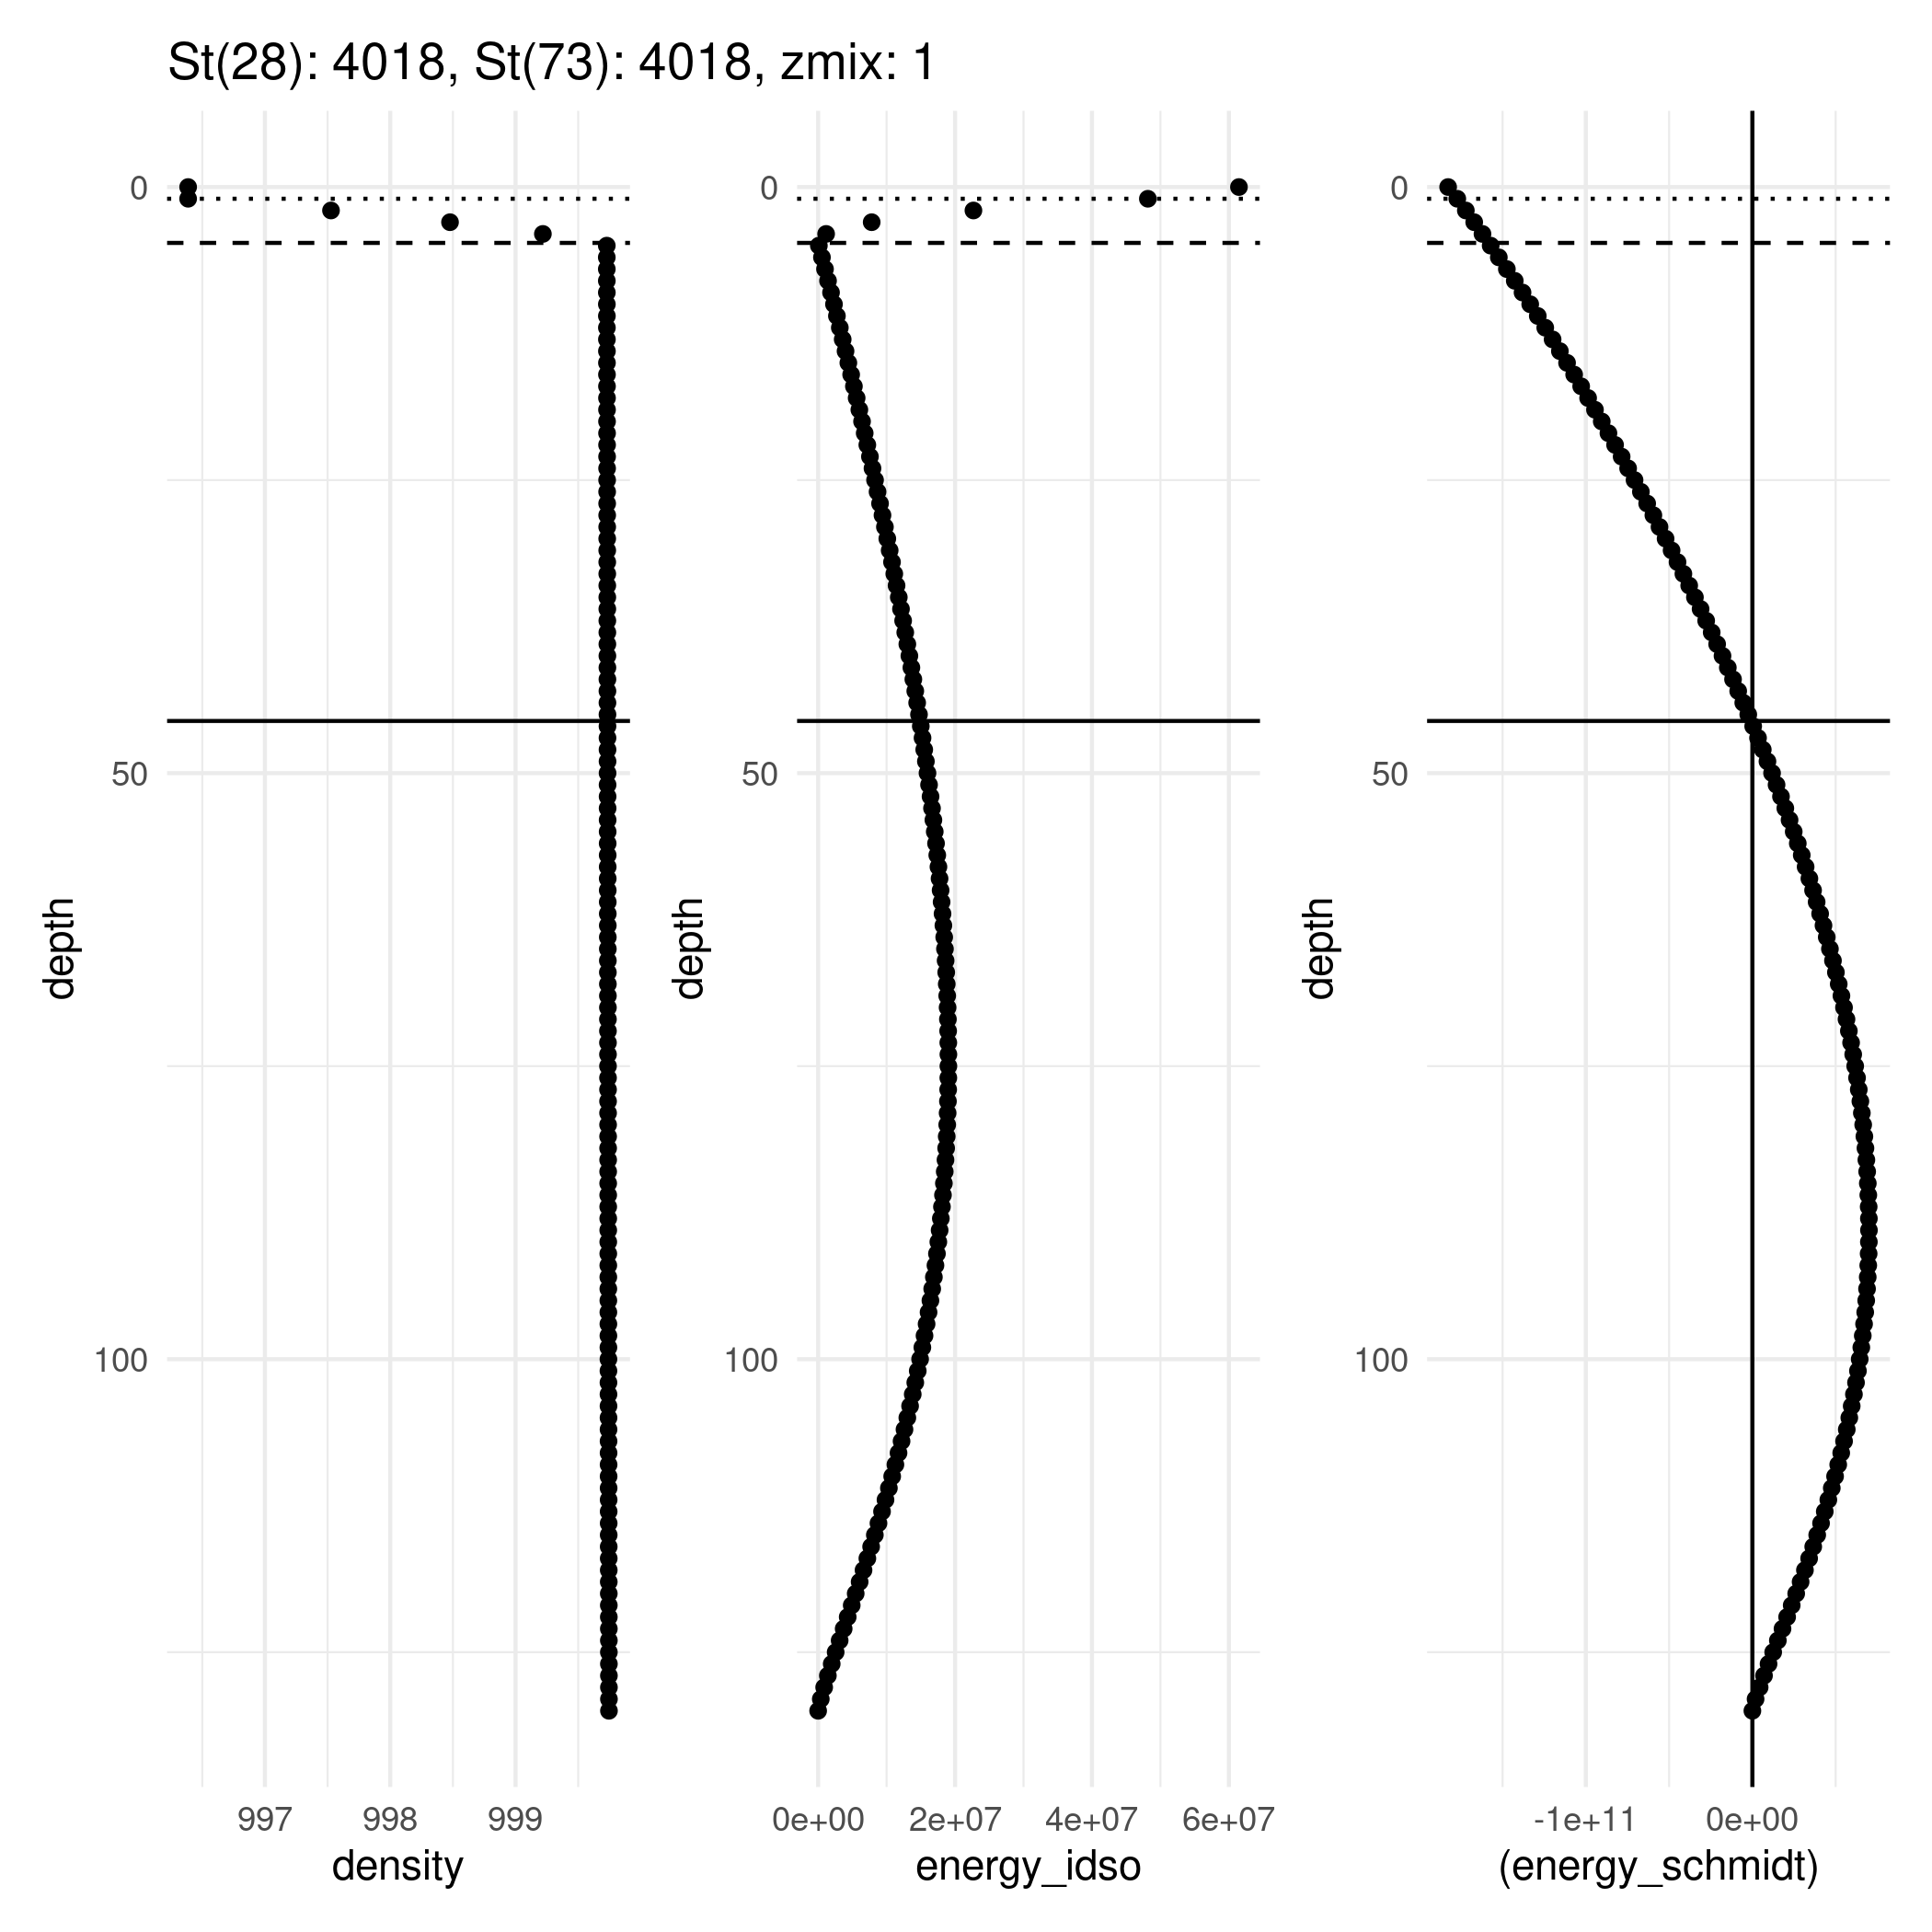 St(28): 4018, St(73): 4018, zmix: 1
0
50
100
depth
997 998 999
density
0
50
100
depth
0e+00 2e+07 4e+07 6e+07
energy_idso
0
50
100
depth
-1e+11 0e+00
(energy_schmidt)